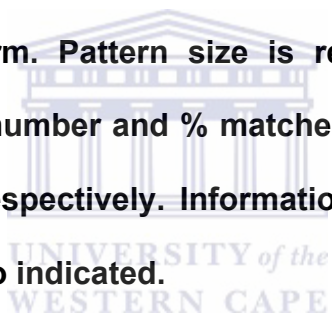 rm. Pattern size is re
number and % matche
espectively. Informatio
UNIVERSITY of the
o indicated.
WESTERN CAPE